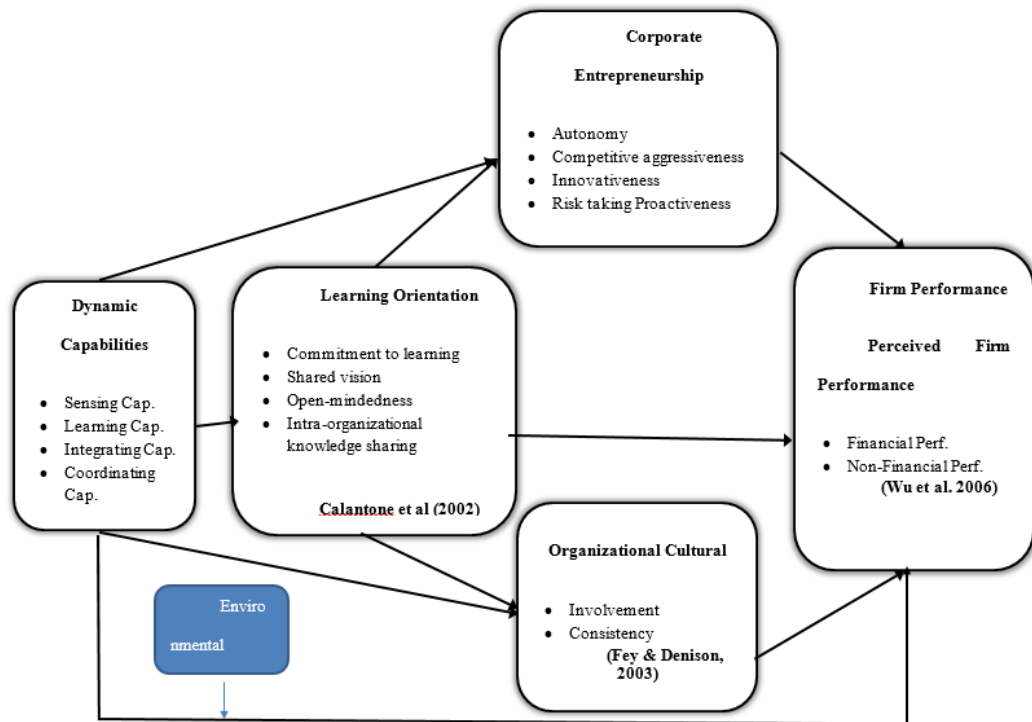 Corporate
Entrepreneurship
• Autonomy
• Competitive aggressiveness
• Innovativeness
• Risk taking Proactiveness
Dynamic
Capabilities
• Sensing Cap.
• Learning Cap.
• Integrating Cap.
• Coordinating
Cap.
Learning Orientation
• Commitment to learning
• Shared vision
• Open-mindedness
• Intra-organizational
knowledge sharing
Calantone et al (2002)
Firm Performance
Perceived Firm
Performance
• Financial Perf.
• Non-Financial Perf.
(Wu et al. 2006)
Organizational Cultural
• Involvement
• Consistency
(Fey & Denison,
2003)
Enviro
nmental